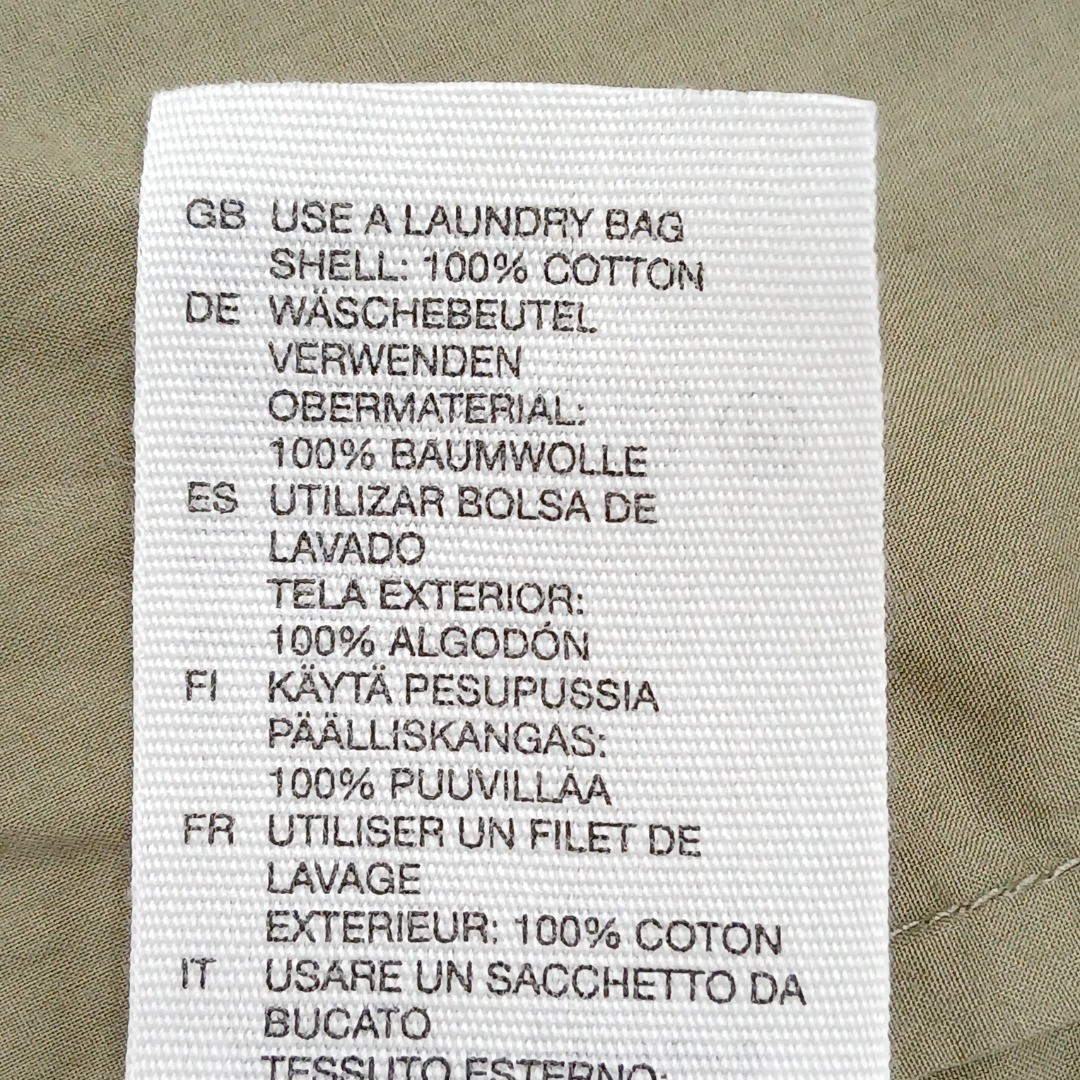 GB USE A LAUNDRY BAG
SHELL: 100% COTTON
DE WÄSCHEBEUTEL
VERWENDEN
OBERMATERIAL:
100% BAUMWOLLE
ES UTILIZAR BOLSA DE
LAVADO
TELA EXTERIOR:
100% ALGODÓN
FI KÄYTÄ PESUPUSSIA
PÄÄLLISKANGAS:
100% PUUVILLAA
FR UTILISER UN FILET DE
LAVAGE
EXTERIEUR: 100% COTON
IT USARE UN SACCHETTO DA
BUCATO
TESSUTO ESTERNO: